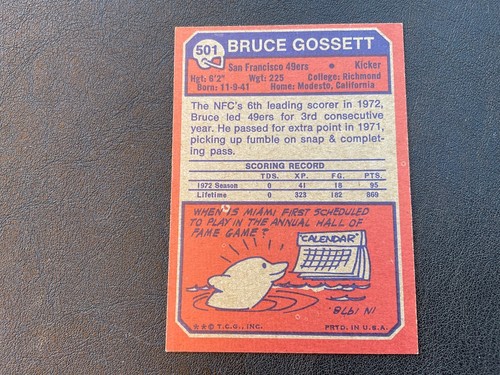 501 BRUCE GOSSETT
San Francisco 49ers • Kicker
Hgt: 6'2" Wgt: 225 College: Richmond
Born: 11-9-41 Home: Modesto, California
The NFC's 6th leading scorer in 1972,
Bruce led 49ers for 3rd consecutive
year. He passed for extra point in 1971,
picking up fumble on snap & complet-
ing pass.
SCORING RECORD
TDS. XP. FG. PTS.
1972 Season 0 41 18 95
Lifetime 0 323 182 869
WHEN IS MIAMI FIRST SCHEDULED
TO PLAY IN THE ANNUAL HALL OF
FAME GAME?
"CALENDAR"
IN 1978
★★© T.C.G., INC. PRTD. IN U.S.A.